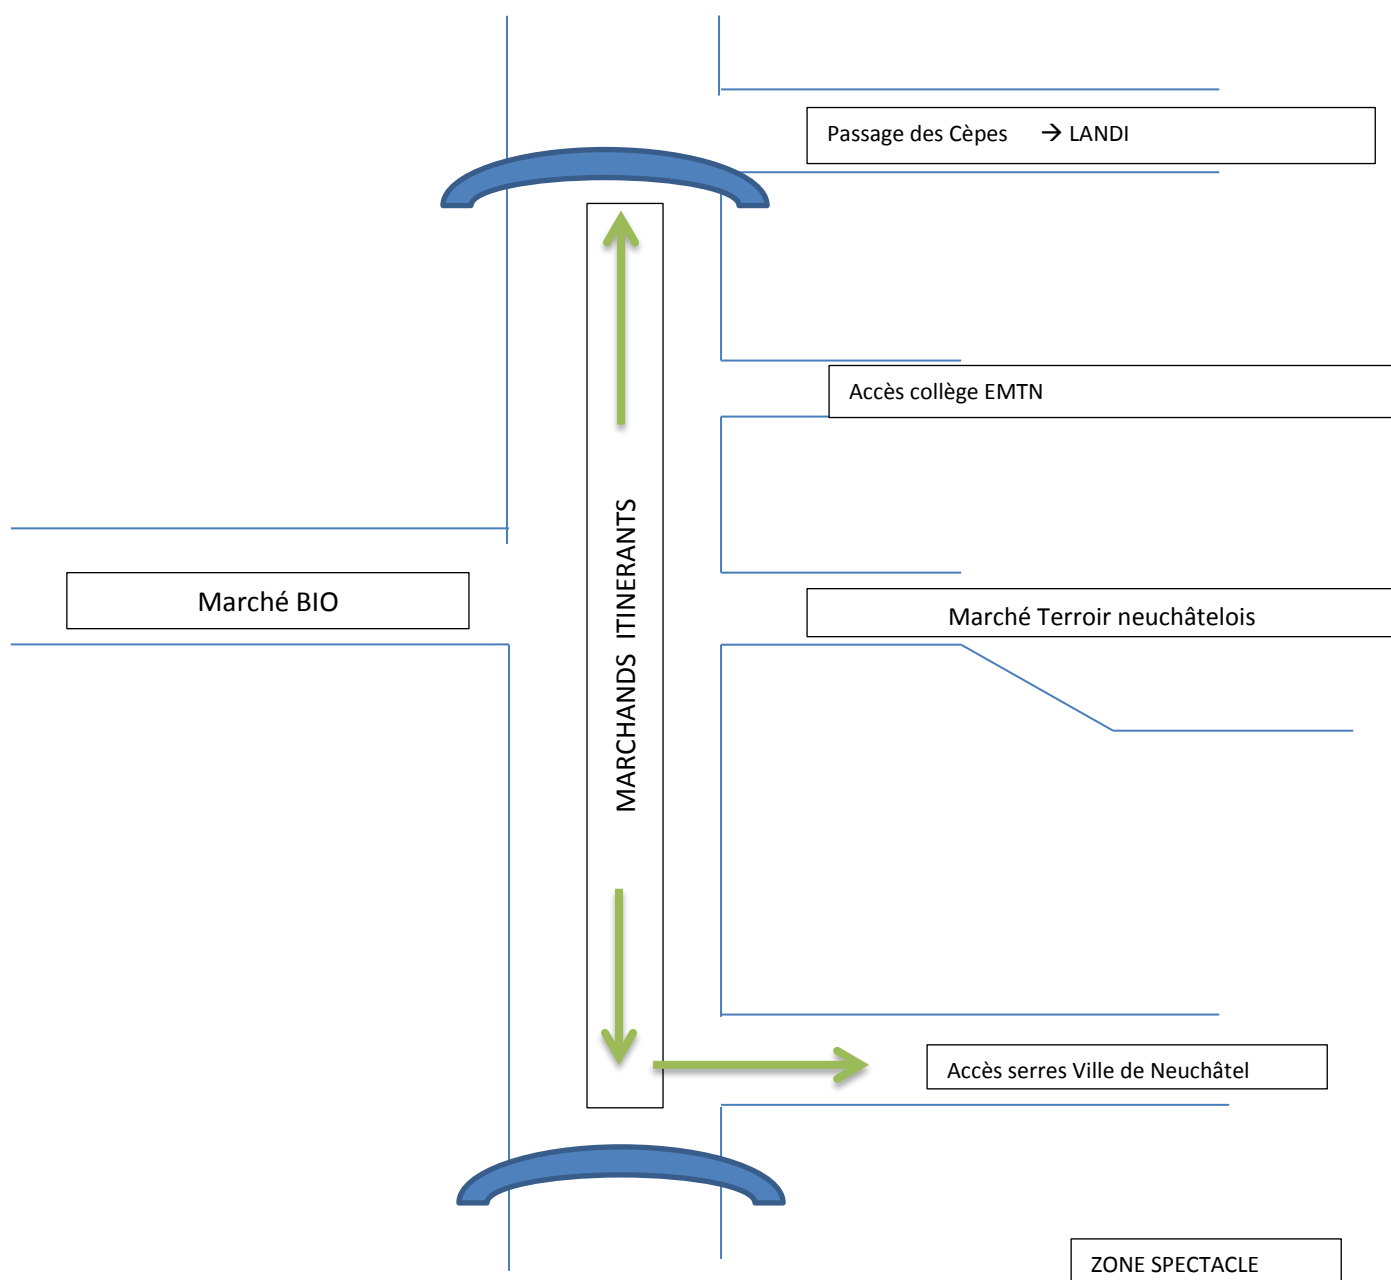 Passage des Cèpes → LANDI
Accès collège EMTN
MARCHANDS ITINERANTS
Marché BIO
Marché Terroir neuchâtelois
Accès serres Ville de Neuchâtel
ZONE SPECTACLE